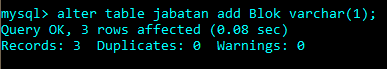 mysql> alter table jabatan add Blok varchar(1);
Query OK, 3 rows affected (0.08 sec)
Records: 3  Duplicates: 0  Warnings: 0